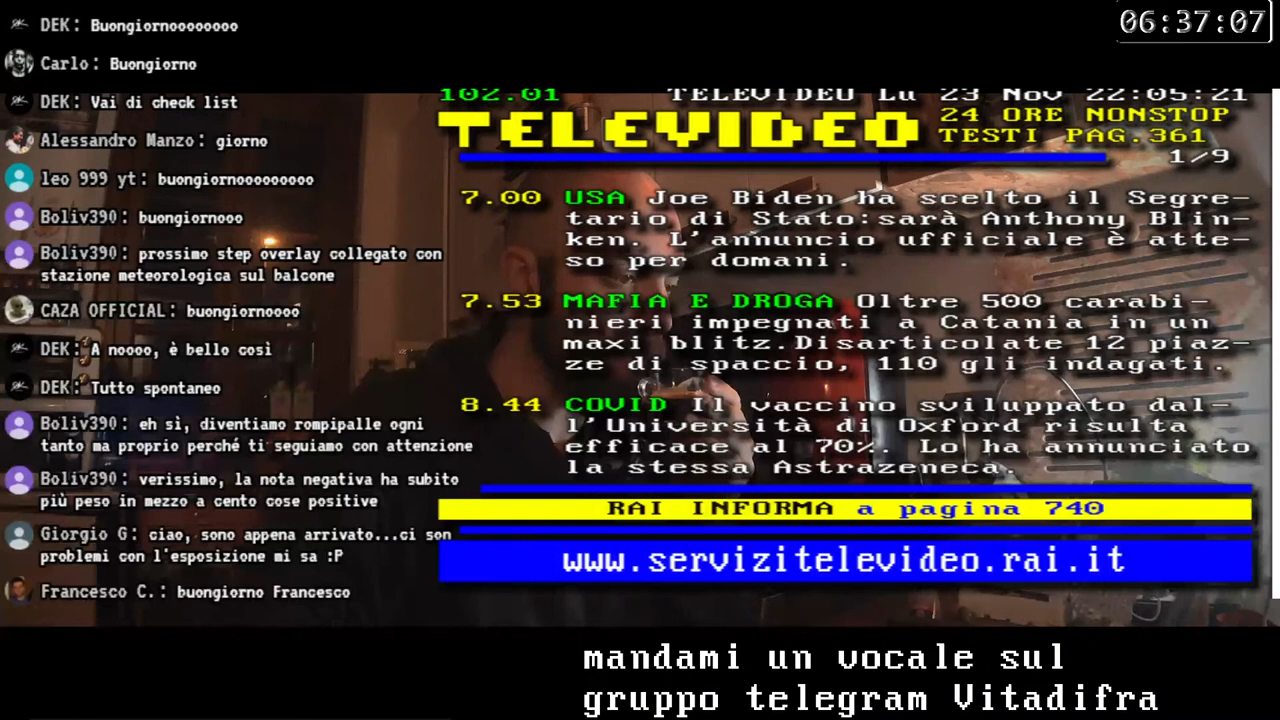 DEK: Buongiornoooooooo
Carlo: Buongiorno
DEK: Vai di check list
Alessandro Manzo: giorno
leo 999 yt: buongiornooooooooo
Boliv390: buongiornooo
Boliv390: prossimo step overlay collegato con
stazione meteorologica sul balcone
CAZA OFFICIAL: buongiornoooo
DEK: A noooo, è bello così
DEK: Tutto spontaneo
Boliv390: eh sì, diventiamo rompipalle ogni
tanto ma proprio perché ti seguiamo con attenzione
Boliv390: verissimo, la nota negativa ha subito
più peso in mezzo a cento cose positive
Giorgio G: ciao, sono appena arrivato...ci son
problemi con l'esposizione mi sa :P
Francesco C.: buongiorno Francesco
06:37:07
102.01 TELEVIDEO Lu 23 Nov 22:05:21
TELEVIDEO
24 ORE NONSTOP
TESTI PAG.361
1/9
7.00 USA Joe Biden ha scelto il Segre-
tario di Stato:sarà Anthony Blin-
ken. L'annuncio ufficiale è atte-
so per domani.
7.53 MAFIA E DROGA Oltre 500 carabi-
nieri impegnati a Catania in un
maxi blitz.Disarticolate 12 piaz-
ze di spaccio, 110 gli indagati.
8.44 COVID Il vaccino sviluppato dal-
l'Università di Oxford risulta
efficace al 70%. Lo ha annunciato
la stessa Astrazeneca.
RAI INFORMA a pagina 740
www.servizitelevideo.rai.it
mandami un vocale sul
gruppo telegram Vitadifra